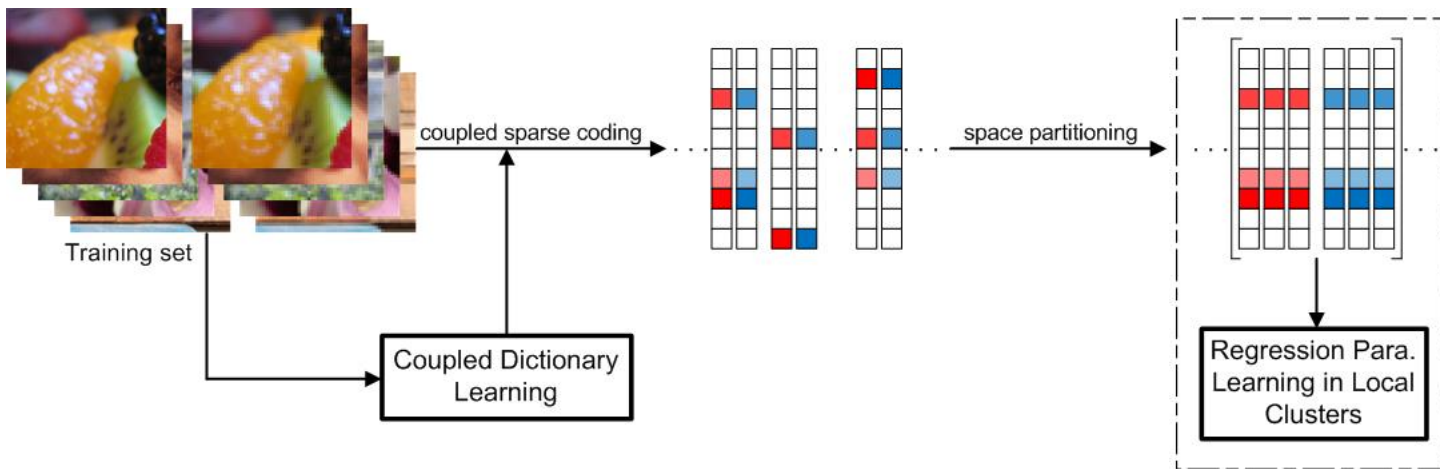 coupled sparse coding
space partitioning
Training set
Coupled Dictionary
Learning
Regression Para.
Learning in Local
Clusters